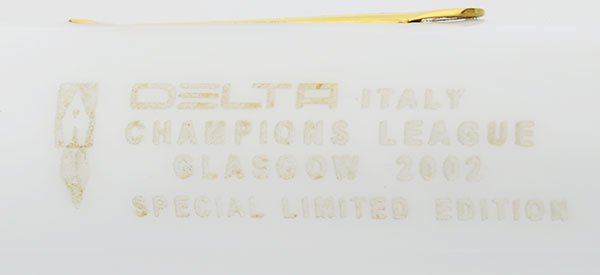 DELTA ITALY
CHAMPIONS LEAGUE
GLASGOW 2002
SPECIAL LIMITED EDITION